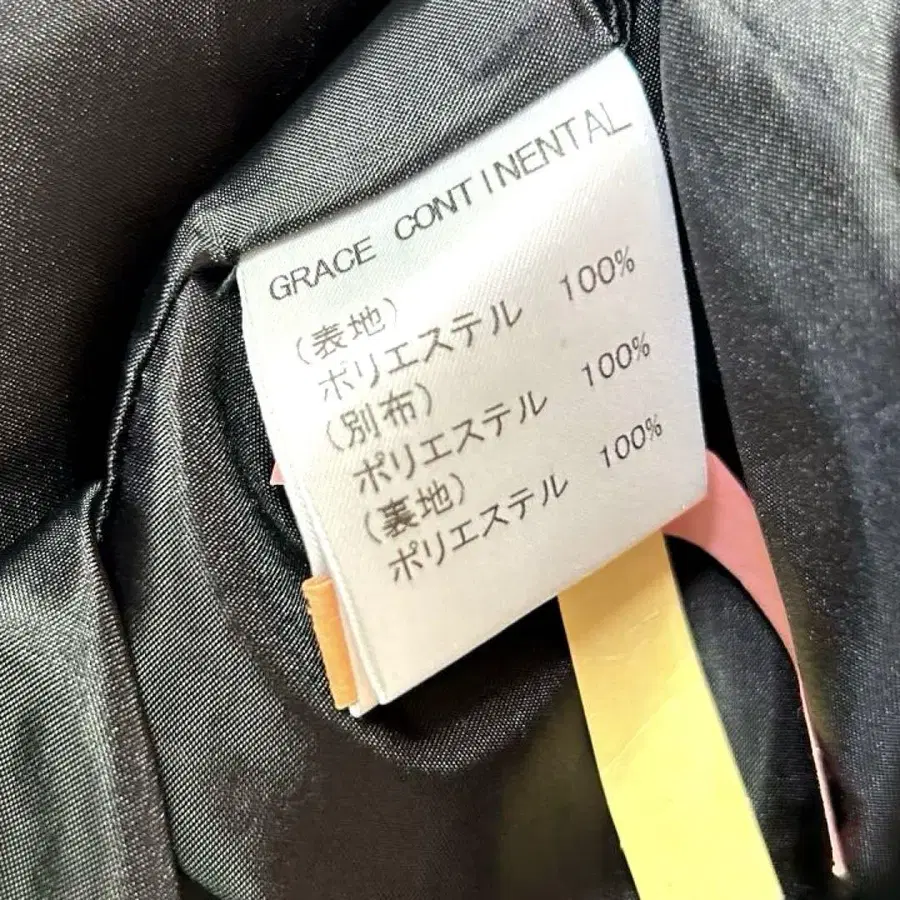 GRACE CONTINENTAL
(表地)
ポリエステル 100%
(別布)
ポリエステル 100%
(裏地)
ポリエステル 100%